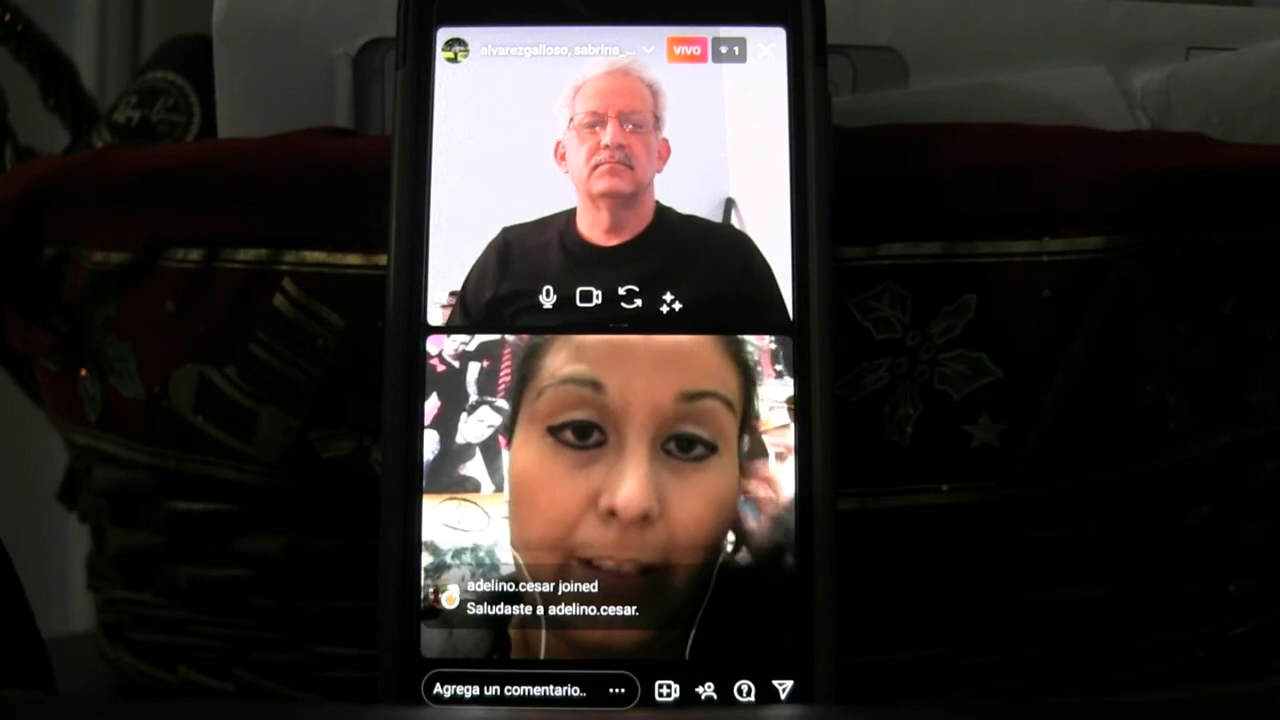 alvarezgalloso, sabrina_...
VIVO
1
adelino.cesar joined
Saludaste a adelino.cesar.
Agrega un comentario..